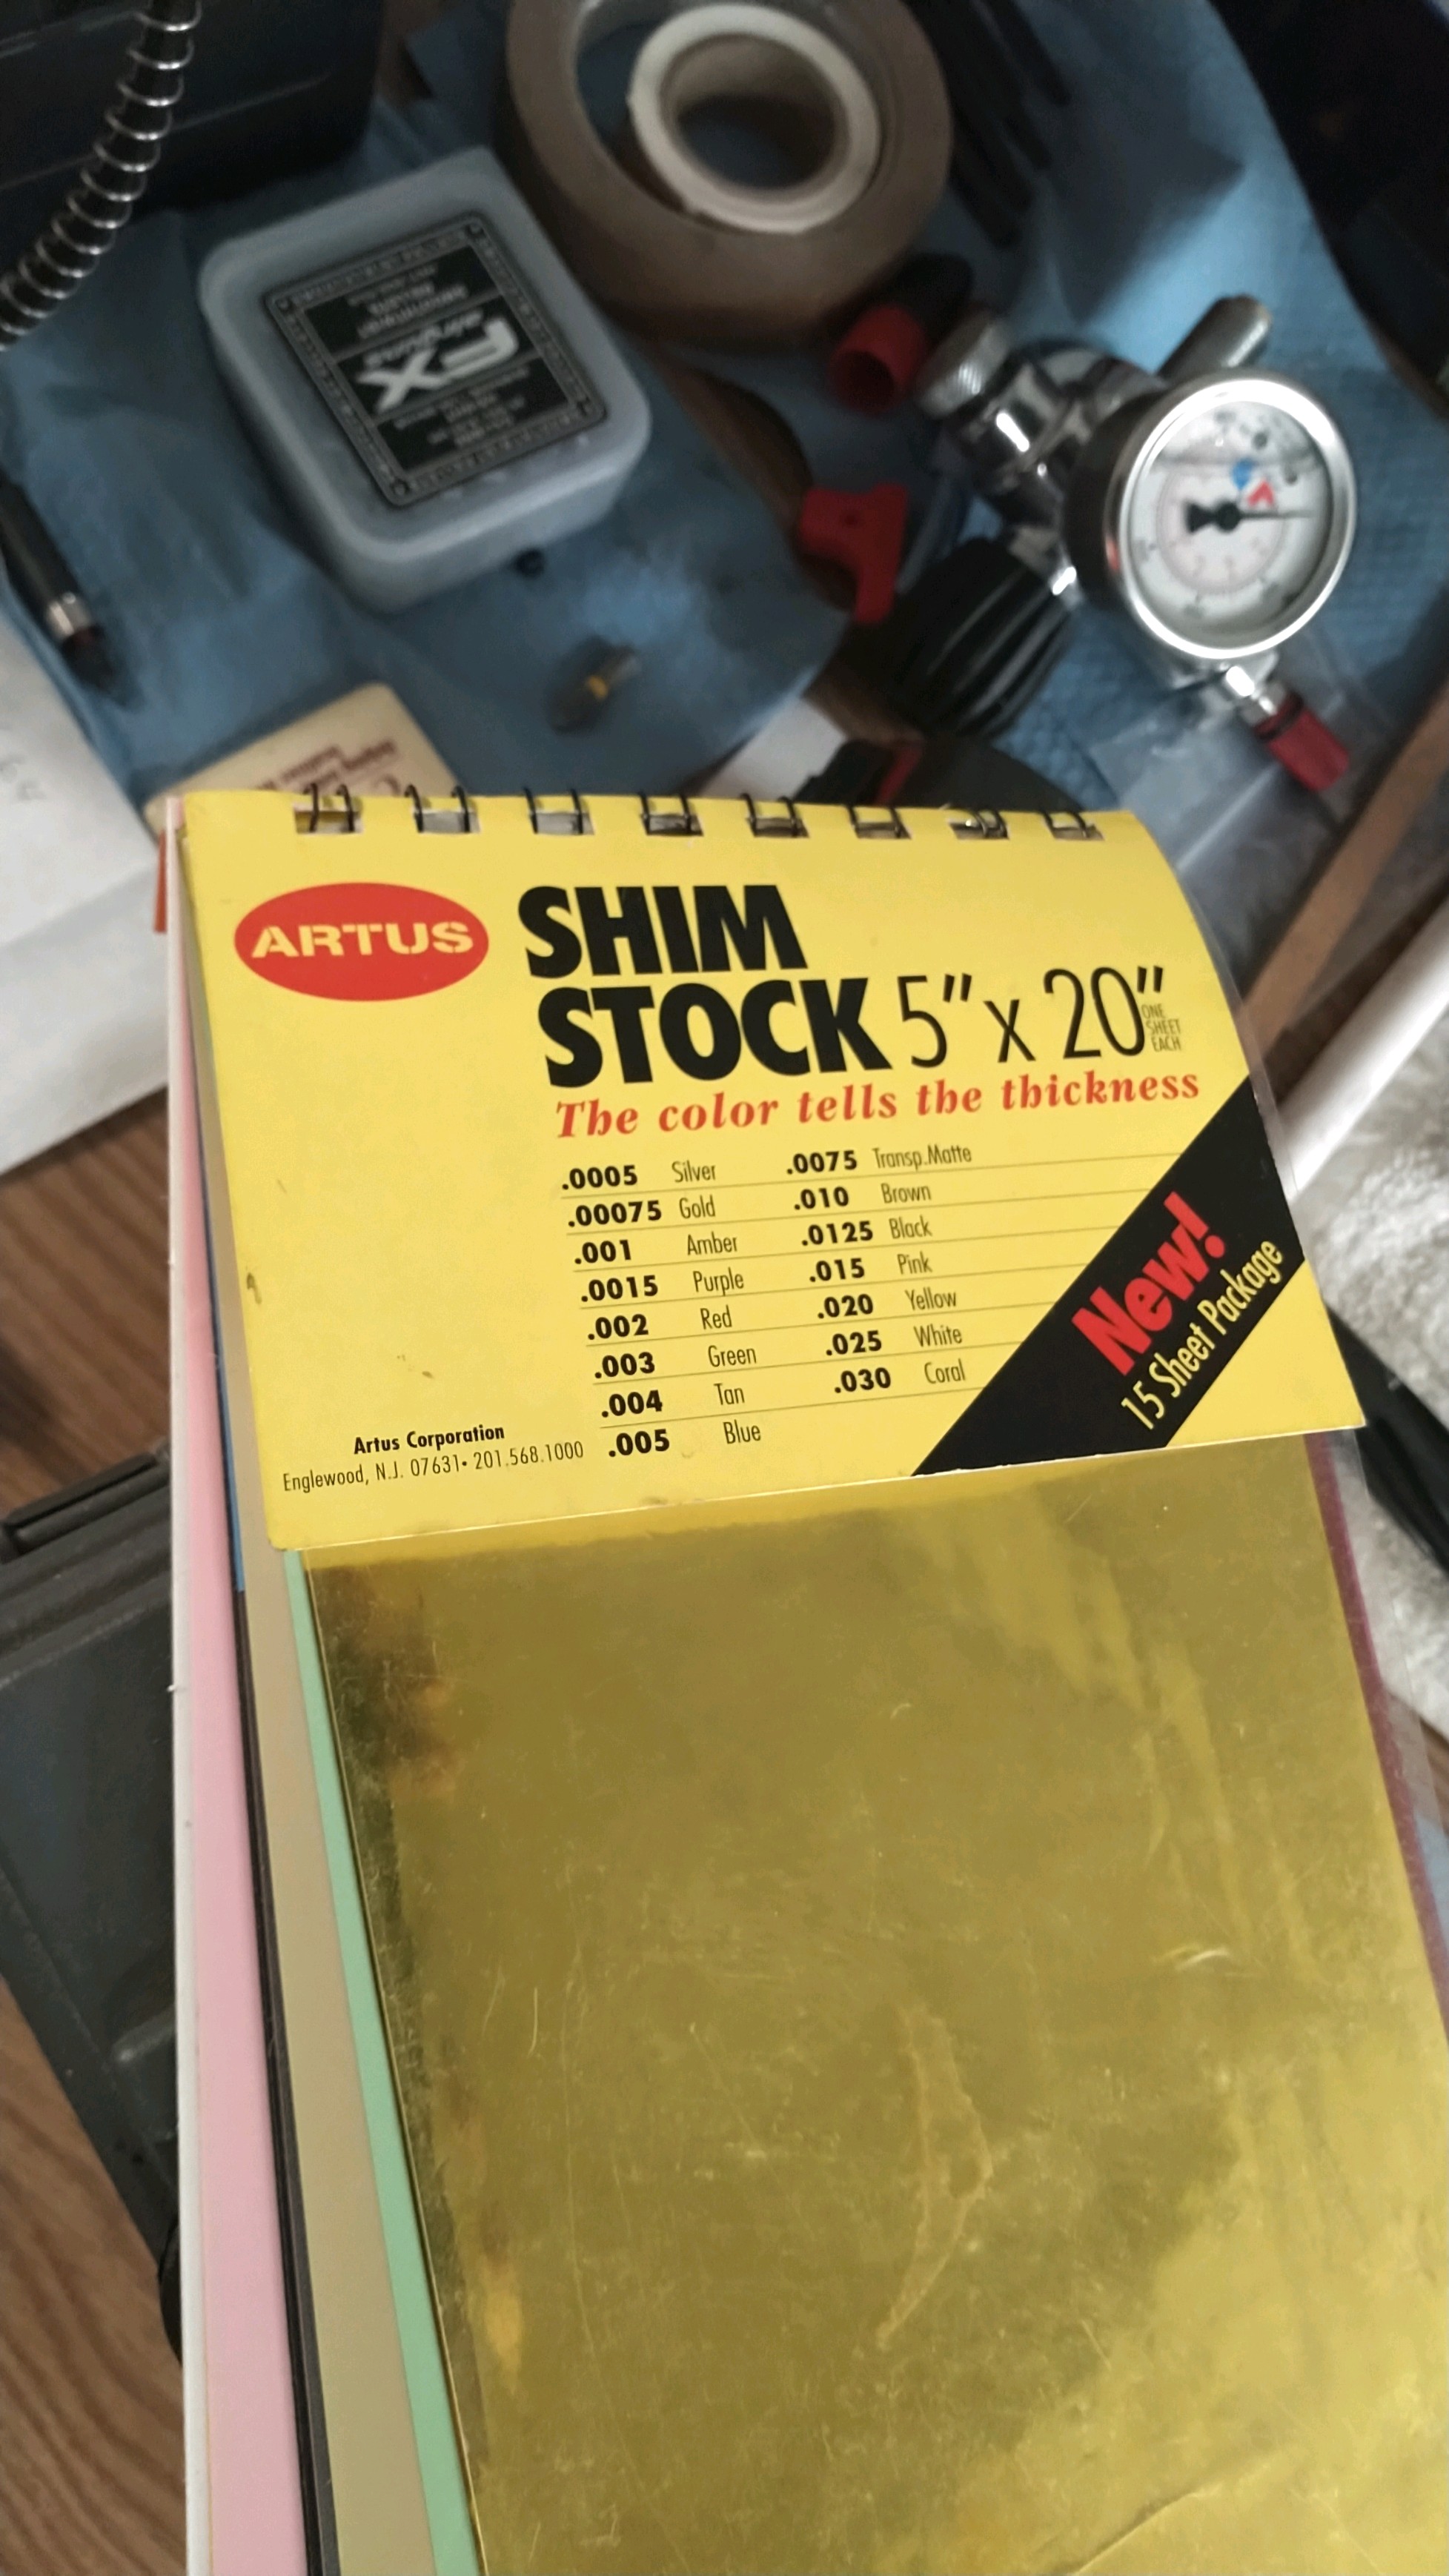 FX
ARTUS
SHIM
STOCK 5" x 20"
ONE
SHEET
EACH
The color tells the thickness
.0005 Silver
.00075 Gold
.001 Amber
.0015 Purple
.002 Red
.003 Green
.004 Tan
.005 Blue
.0075 Transp.Matte
.010 Brown
.0125 Black
.015 Pink
.020 Yellow
.025 White
.030 Coral
New!
15 Sheet Package
Artus Corporation
Englewood, N.J. 07631• 201.568.1000